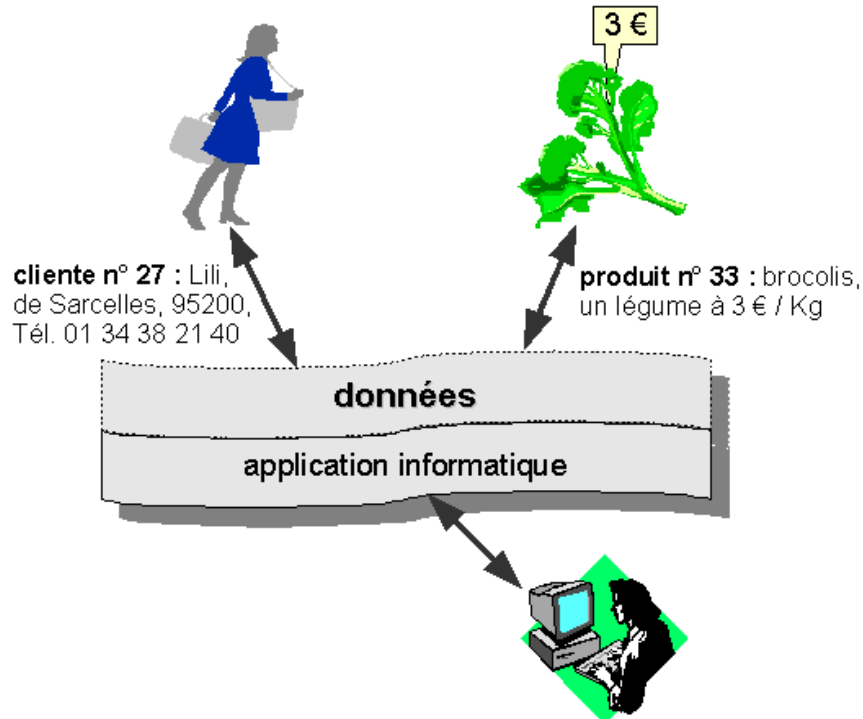 3 €
cliente n° 27 : Lili,
de Sarcelles, 95200,
Tél. 01 34 38 21 40
produit n° 33 : brocolis,
un légume à 3 € / Kg
données
application informatique